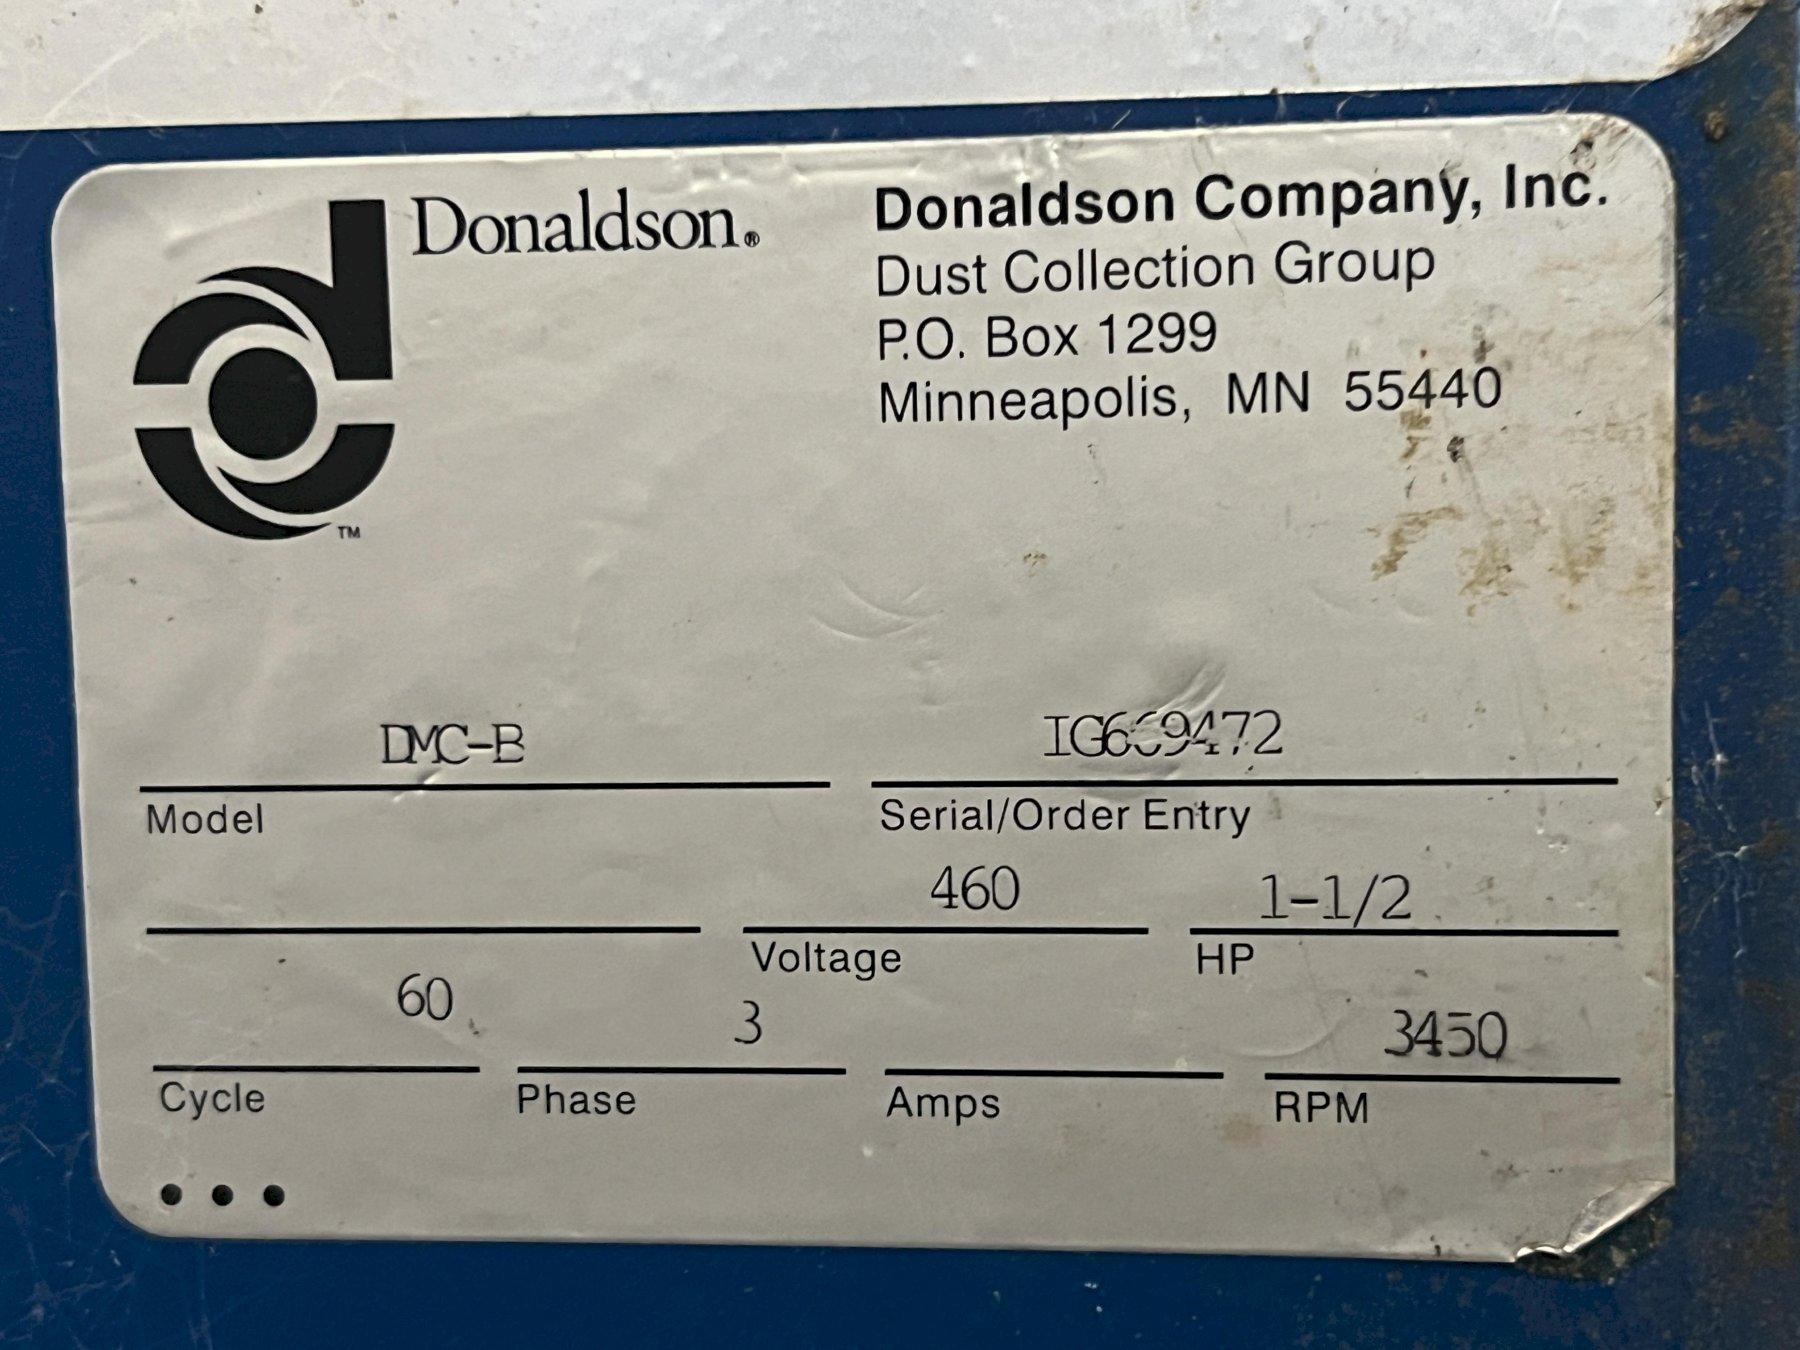 Donaldson®
Donaldson Company, Inc.
Dust Collection Group
P.O. Box 1299
Minneapolis, MN 55440
TM
DMC-B
Model
Serial/Order Entry
460
Voltage
1-1/2
HP
60
Cycle
3
Phase
Amps
3450
RPM